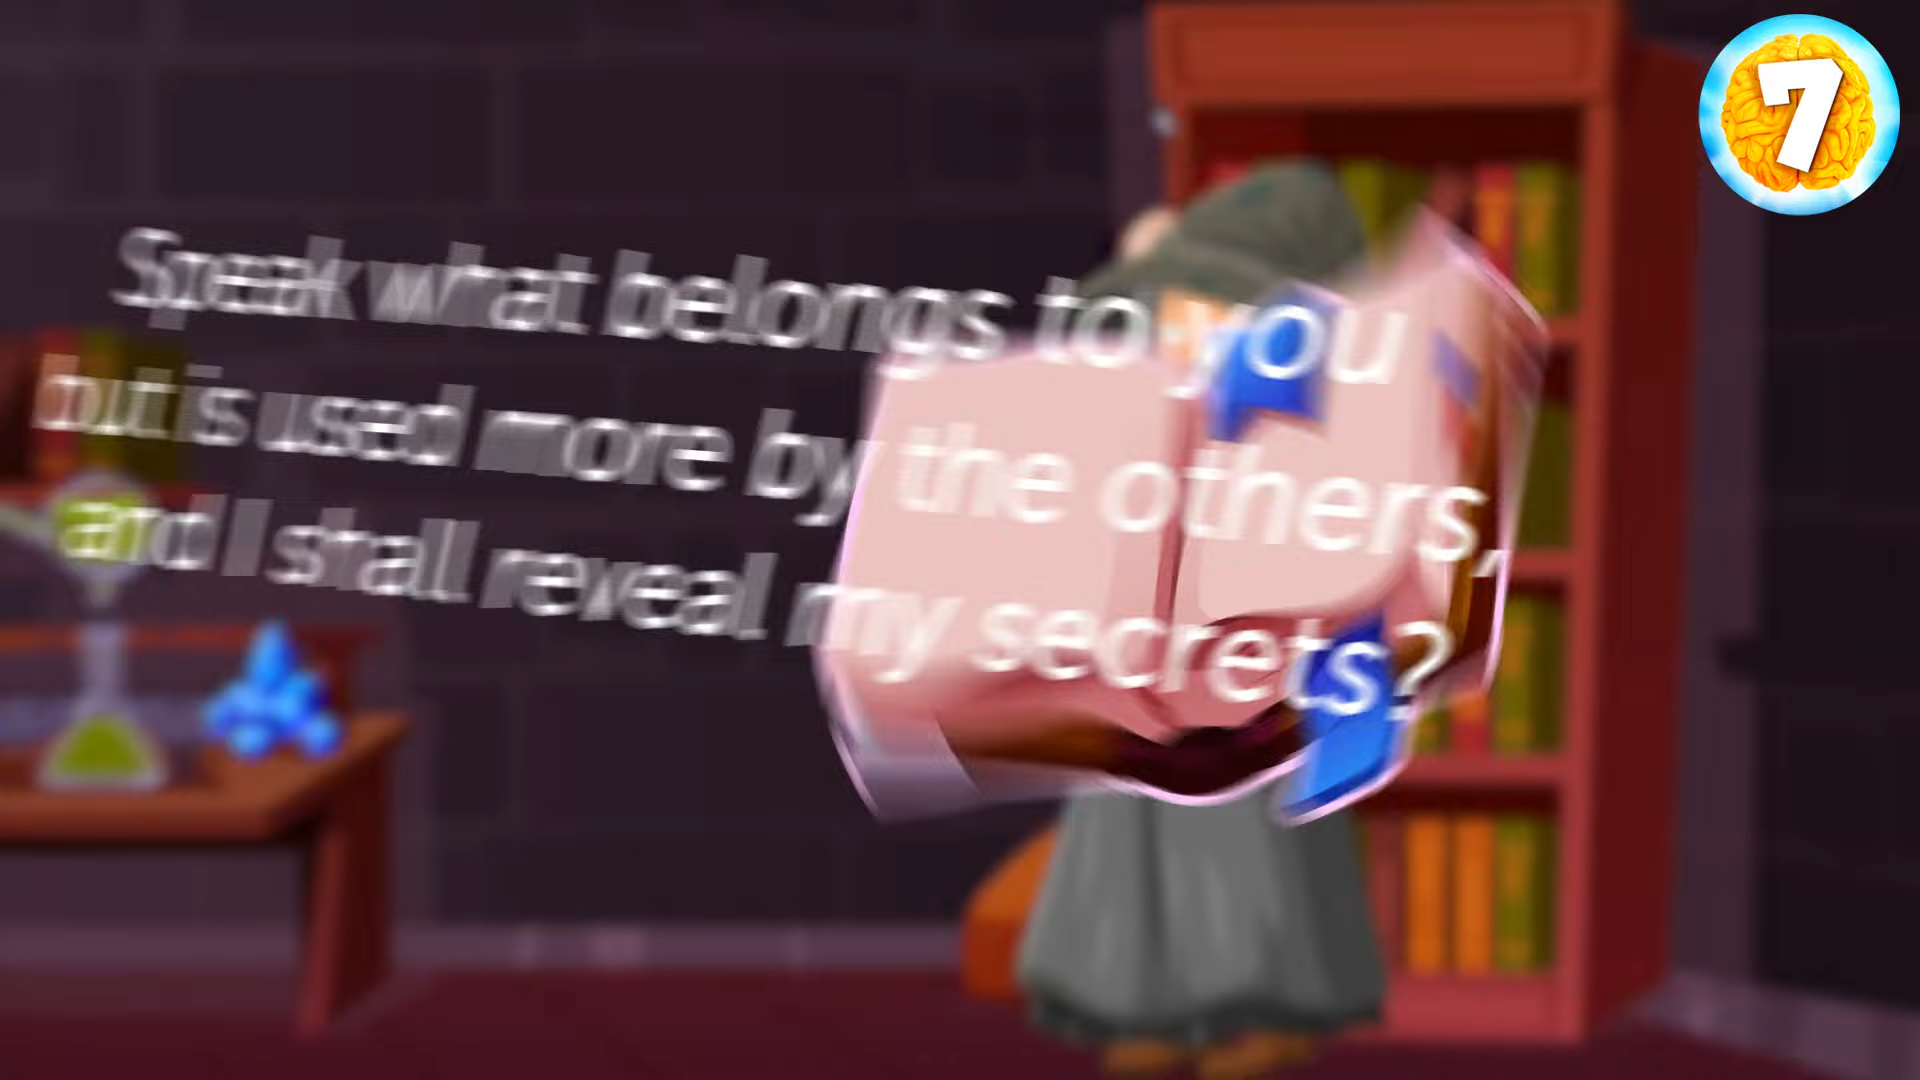 7
Speak what belongs to you
but is used more by the others,
and I shall reveal my secrets?